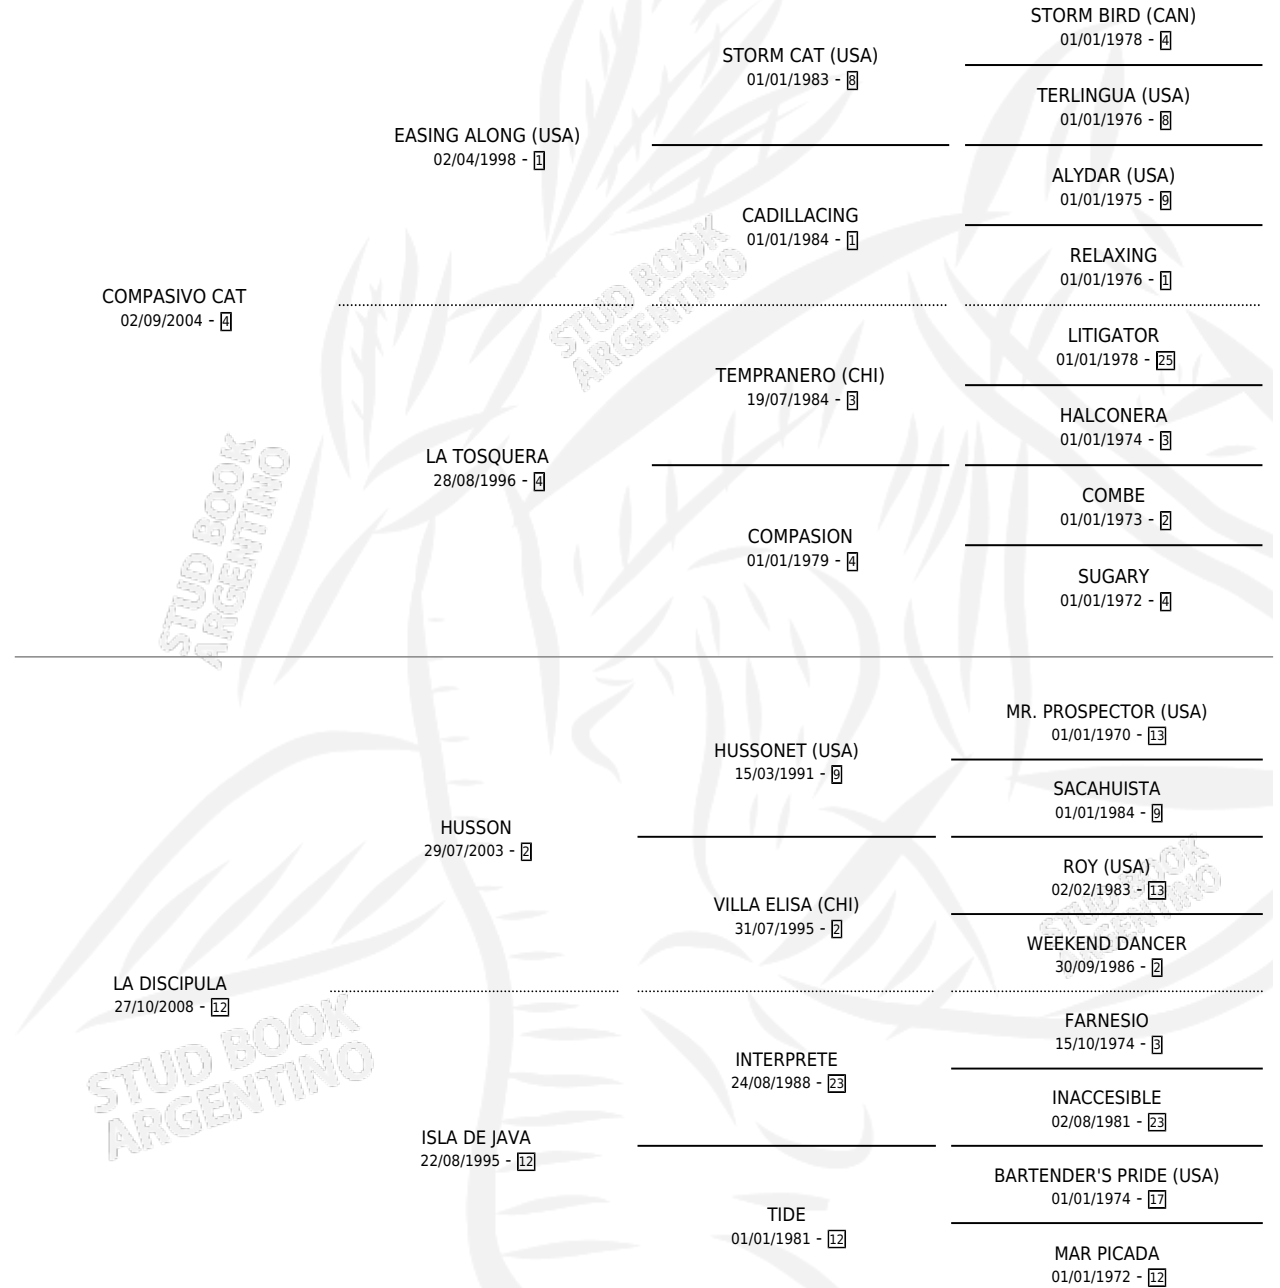 STORM BIRD (CAN)
01/01/1978 - 4
STORM CAT (USA)
01/01/1983 - 8
TERLINGUA (USA)
01/01/1976 - 8
EASING ALONG (USA)
02/04/1998 - 1
ALYDAR (USA)
01/01/1975 - 9
CADILLACING
01/01/1984 - 1
RELAXING
01/01/1976 - 1
COMPASIVO CAT
02/09/2004 - 4
LITIGATOR
01/01/1978 - 25
TEMPRANERO (CHI)
19/07/1984 - 3
HALCONERA
01/01/1974 - 3
LA TOSQUERA
28/08/1996 - 4
COMBE
01/01/1973 - 2
COMPASION
01/01/1979 - 4
SUGARY
01/01/1972 - 4
STUD BOOK
ARGENTINO
STUD BOOK
ARGENTINO
MR. PROSPECTOR (USA)
01/01/1970 - 13
HUSSONET (USA)
15/03/1991 - 9
SACAHUISTA
01/01/1984 - 9
HUSSON
29/07/2003 - 2
ROY (USA)
02/02/1983 - 13
VILLA ELISA (CHI)
31/07/1995 - 2
WEEKEND DANCER
30/09/1986 - 2
STUD BOOK
ARGENTINO
LA DISCIPULA
27/10/2008 - 12
FARNESIO
15/10/1974 - 3
INTERPRETE
24/08/1988 - 23
INACCESIBLE
02/08/1981 - 23
STUD BOOK
ARGENTINO
ISLA DE JAVA
22/08/1995 - 12
BARTENDER'S PRIDE (USA)
01/01/1974 - 17
TIDE
01/01/1981 - 12
MAR PICADA
01/01/1972 - 12